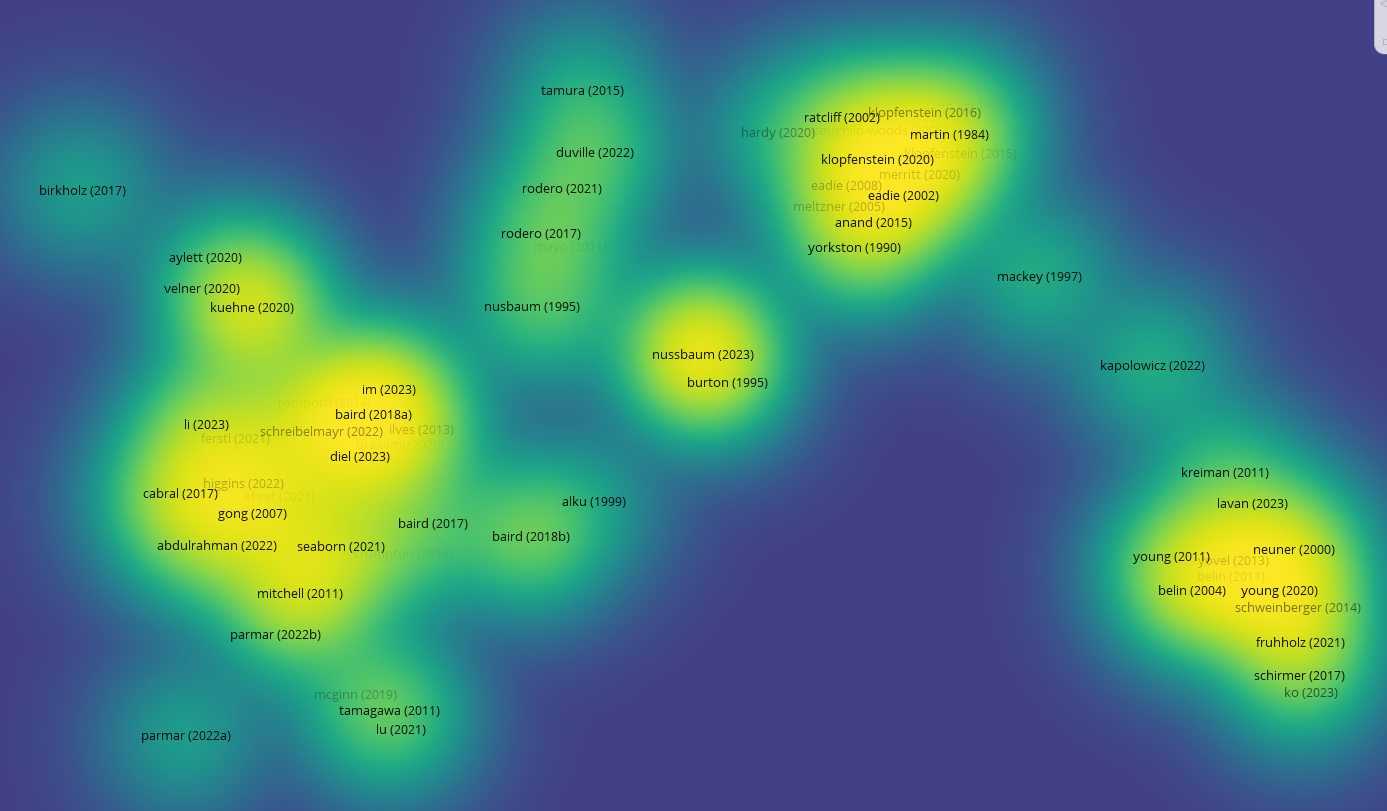 tamura (2015)
klopfenstein (2016)
ratcliff (2002)
hardy (2020)
martin (1984)
duville (2022)
klopfenstein (2015)
klopfenstein (2020)
merritt (2020)
eadie (2008)
rodero (2021)
birkholz (2017)
eadie (2002)
meltzner (2005)
anand (2015)
rodero (2017)
mayo (2011)
yorkston (1990)
aylett (2020)
mackey (1997)
velner (2020)
kuehne (2020)
nusbaum (1995)
nussbaum (2023)
kapolowicz (2022)
burton (1995)
im (2023)
baird (2018a)
li (2023)
schreibelmayr (2022)
ilves (2013)
ferstl (2021)
diel (2023)
kreiman (2011)
higgins (2022)
cabral (2017)
ehret (2021)
alku (1999)
lavan (2023)
gong (2007)
baird (2017)
baird (2018b)
abdulrahman (2022)
seaborn (2021)
neuner (2000)
young (2011)
yovel (2013)
belin (2011)
belin (2004)
young (2020)
mitchell (2011)
schweinberger (2014)
parmar (2022b)
fruhholz (2021)
schirmer (2017)
mcginn (2019)
ko (2023)
tamagawa (2011)
lu (2021)
parmar (2022a)